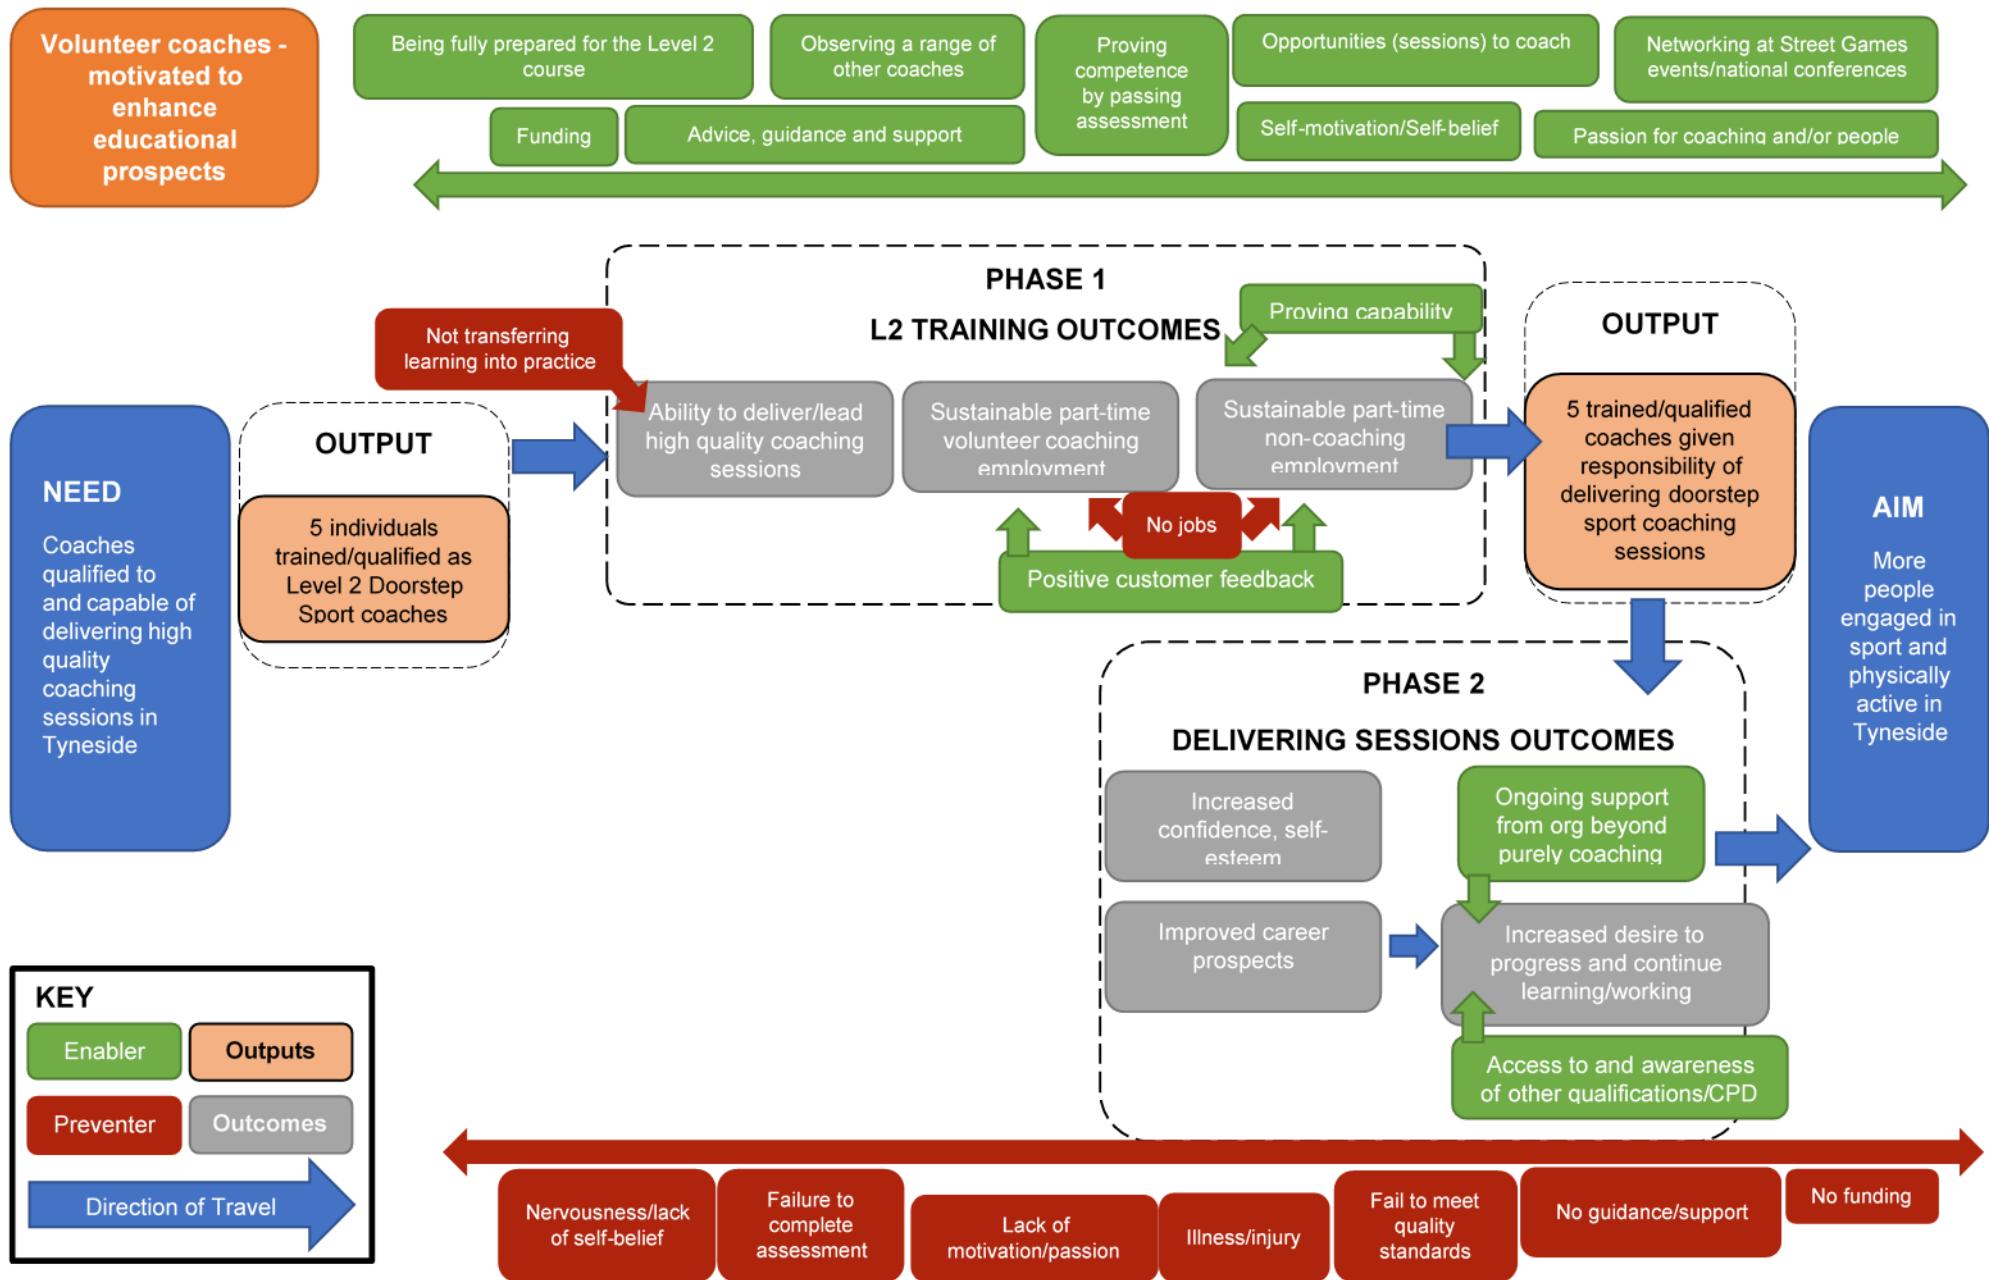 Volunteer coaches -
motivated to
enhance
educational
prospects
Being fully prepared for the Level 2
course
Observing a range of
other coaches
Proving
competence
by passing
assessment
Opportunities (sessions) to coach
Networking at Street Games
events/national conferences
Funding
Advice, guidance and support
Self-motivation/Self-belief
Passion for coaching and/or people
PHASE 1
L2 TRAINING OUTCOMES
Proving capability
Not transferring
learning into practice
Ability to deliver/lead
high quality coaching
sessions
Sustainable part-time
volunteer coaching
employment
Sustainable part-time
non-coaching
employment
No jobs
Positive customer feedback
OUTPUT
5 trained/qualified
coaches given
responsibility of
delivering doorstep
sport coaching
sessions
NEED
Coaches
qualified to
and capable of
delivering high
quality
coaching
sessions in
Tyneside
OUTPUT
5 individuals
trained/qualified as
Level 2 Doorstep
Sport coaches
AIM
More
people
engaged in
sport and
physically
active in
Tyneside
PHASE 2
DELIVERING SESSIONS OUTCOMES
Increased
confidence, self-
esteem
Ongoing support
from org beyond
purely coaching
Improved career
prospects
Increased desire to
progress and continue
learning/working
Access to and awareness
of other qualifications/CPD
KEY
Enabler
Outputs
Preventer
Outcomes
Direction of Travel
Nervousness/lack
of self-belief
Failure to
complete
assessment
Lack of
motivation/passion
Illness/injury
Fail to meet
quality
standards
No guidance/support
No funding